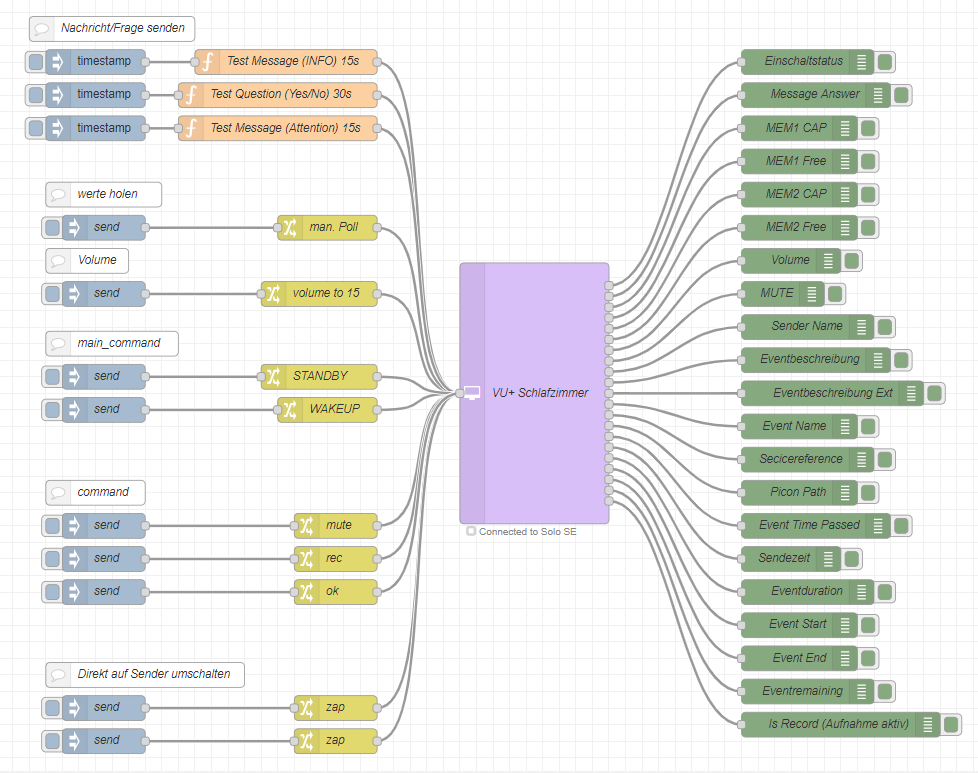 Nachricht/Frage senden
timestamp
Test Message (INFO) 15s
timestamp
Test Question (Yes/No) 30s
timestamp
Test Message (Attention) 15s
werte holen
send
man. Poll
Volume
send
volume to 15
main_command
send
STANDBY
send
WAKEUP
command
send
mute
send
rec
send
ok
Direkt auf Sender umschalten
send
zap
send
zap
VU+ Schlafzimmer
Connected to Solo SE
Einschaltstatus
Message Answer
MEM1 CAP
MEM1 Free
MEM2 CAP
MEM2 Free
Volume
MUTE
Sender Name
Eventbeschreibung
Eventbeschreibung Ext
Event Name
Secicereference
Picon Path
Event Time Passed
Sendezeit
Eventduration
Event Start
Event End
Eventremaining
Is Record (Aufnahme aktiv)